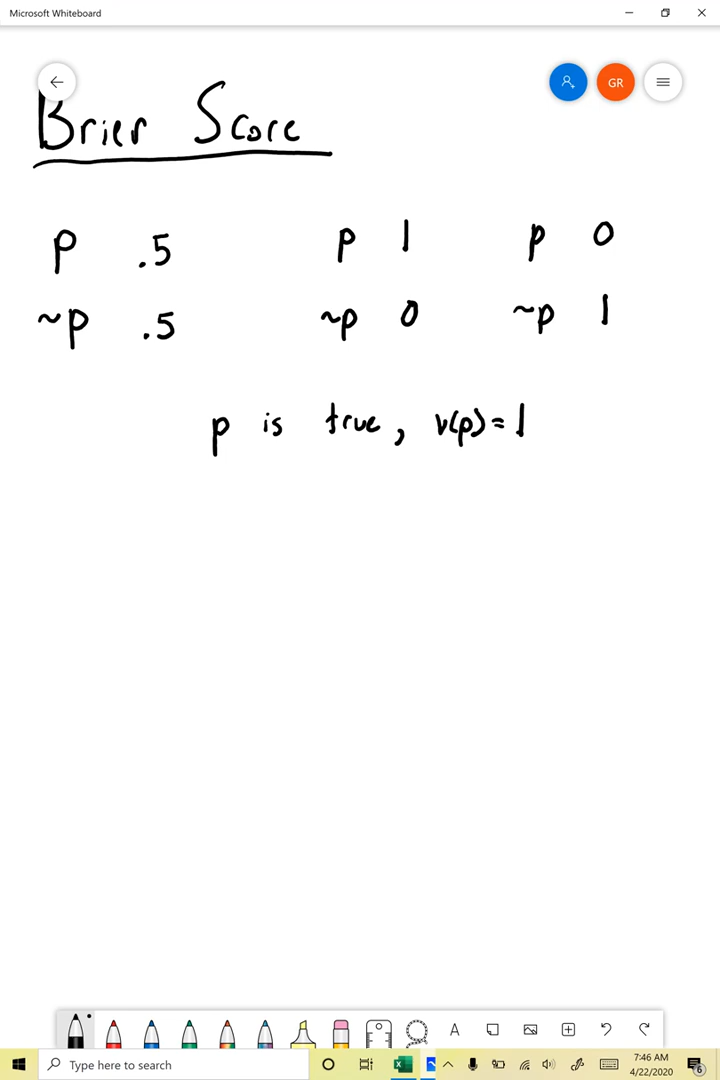 Microsoft Whiteboard
GR
Brier Score
p .5 p 1 p 0
~p .5 ~p 0 ~p 1
p is true, v(p)=1
A
Type here to search
7:46 AM
4/22/2020
6